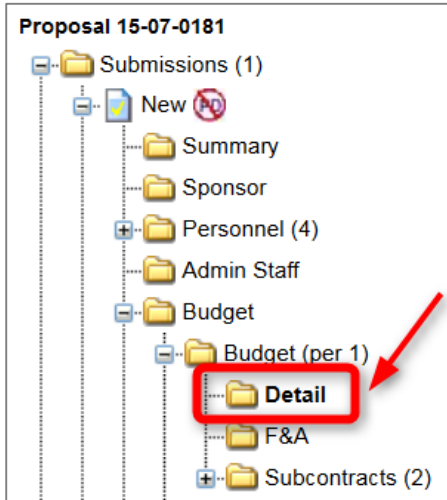 Proposal 15-07-0181
Submissions (1)
New PD
Summary
Sponsor
Personnel (4)
Admin Staff
Budget
Budget (per 1)
Detail
F&A
Subcontracts (2)